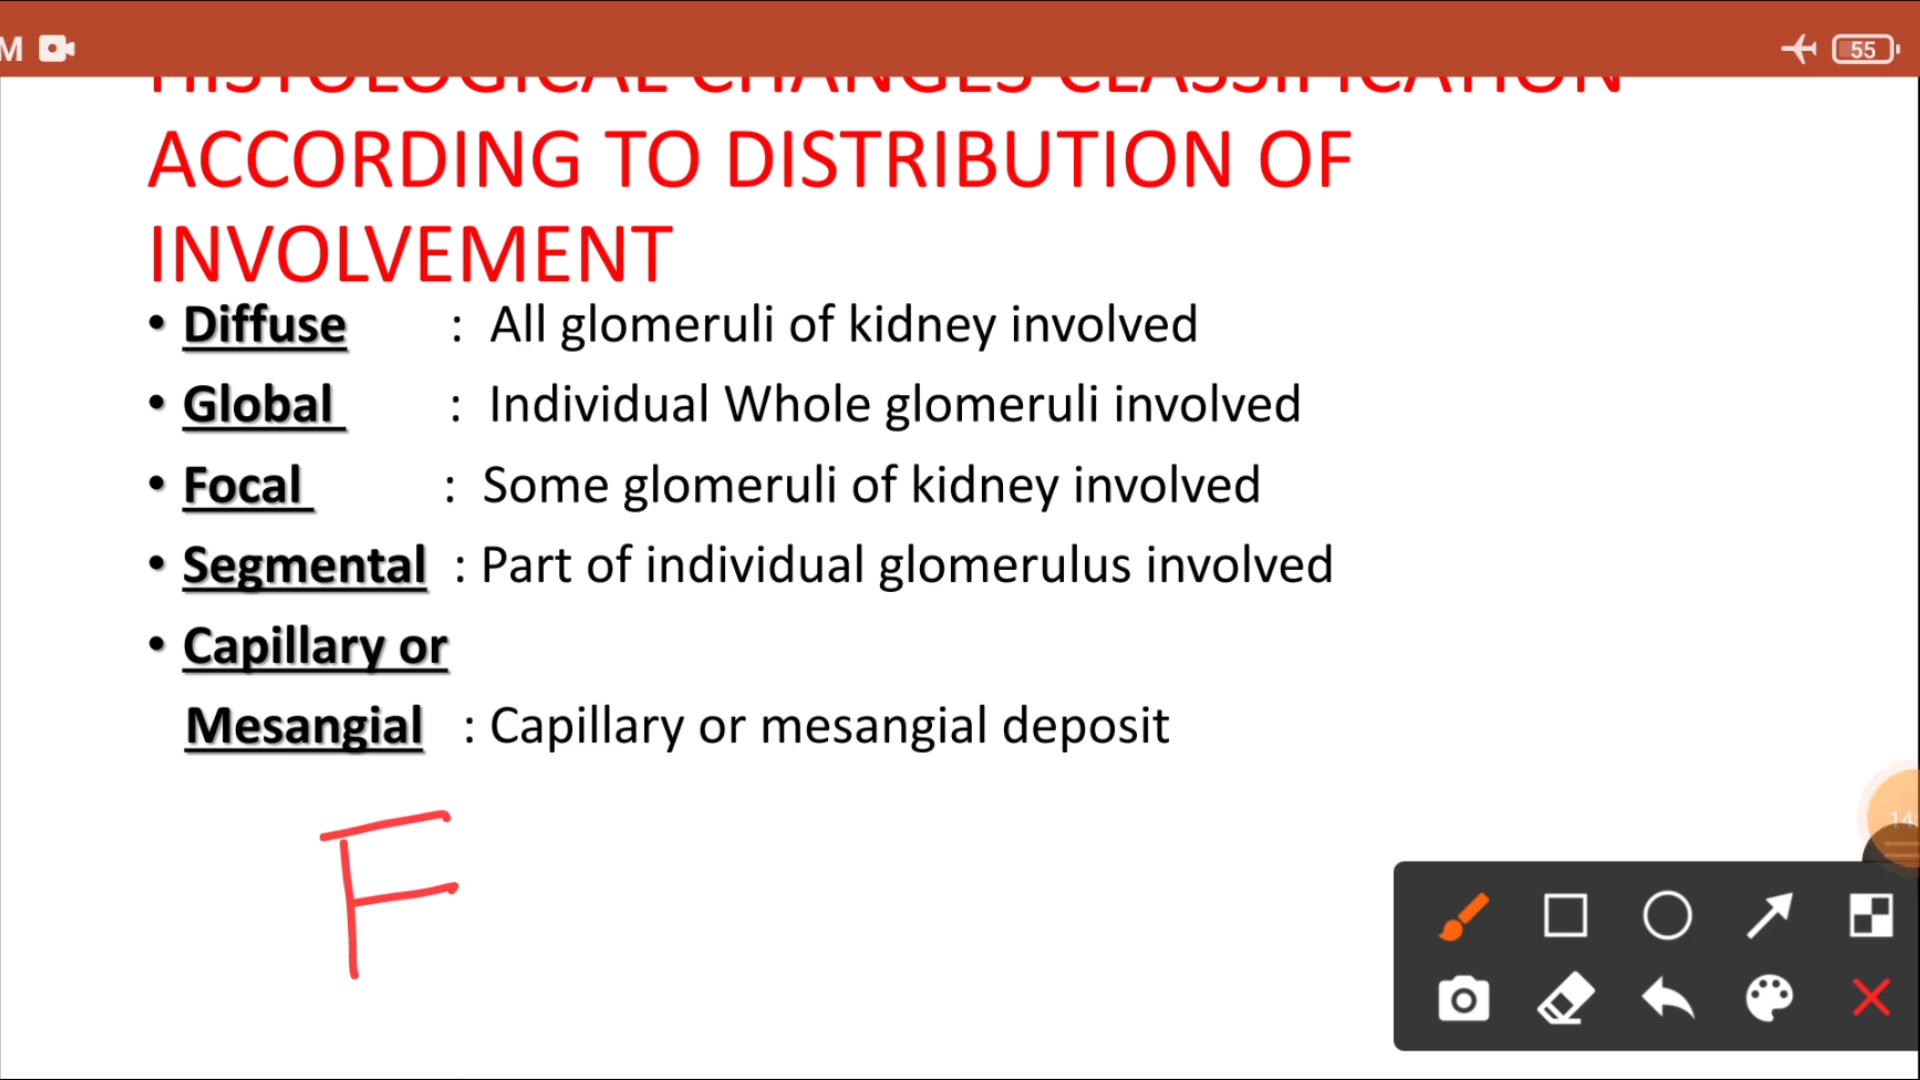 M
55
HISTOLOGICAL CHANGES CLASSIFICATION
ACCORDING TO DISTRIBUTION OF
INVOLVEMENT
• Diffuse : All glomeruli of kidney involved
• Global : Individual Whole glomeruli involved
• Focal : Some glomeruli of kidney involved
• Segmental : Part of individual glomerulus involved
• Capillary or
Mesangial : Capillary or mesangial deposit
F